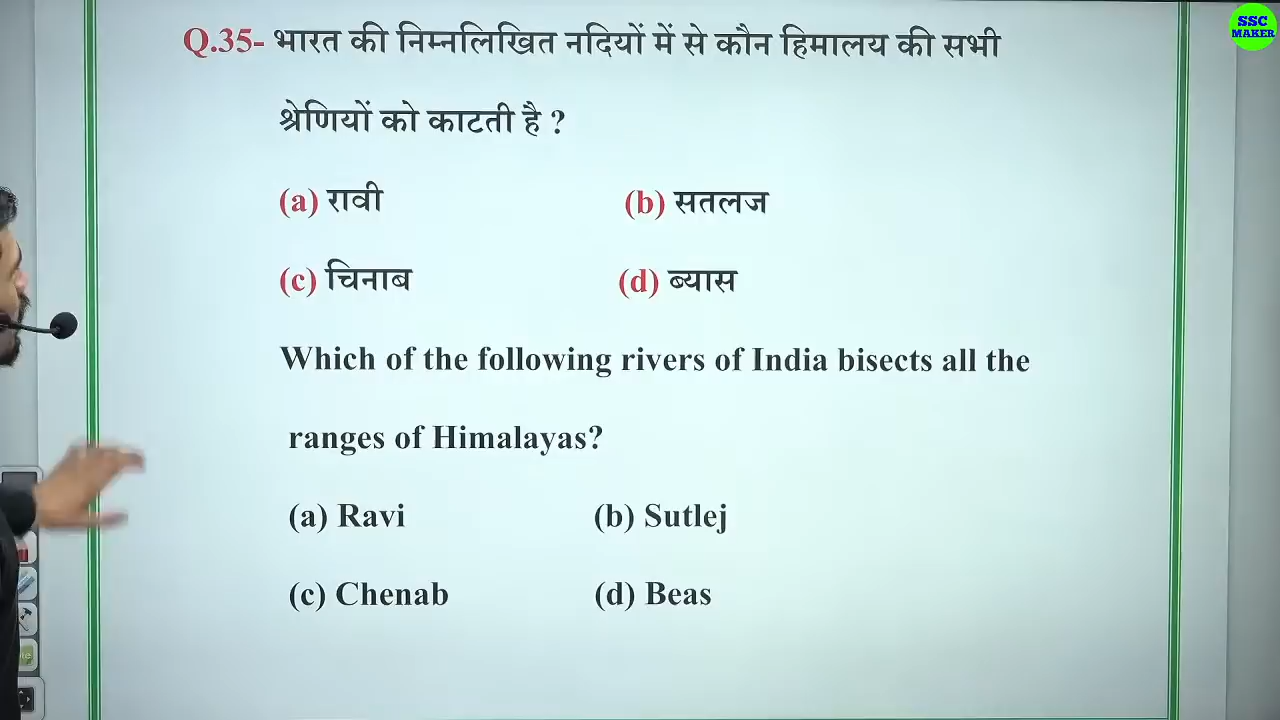 SSC
MAKER
Q.35- भारत की निम्नलिखित नदियों में से कौन हिमालय की सभी
श्रेणियों को काटती है ?
(a) रावी (b) सतलज
(c) चिनाब (d) ब्यास
Which of the following rivers of India bisects all the
ranges of Himalayas?
(a) Ravi (b) Sutlej
(c) Chenab (d) Beas